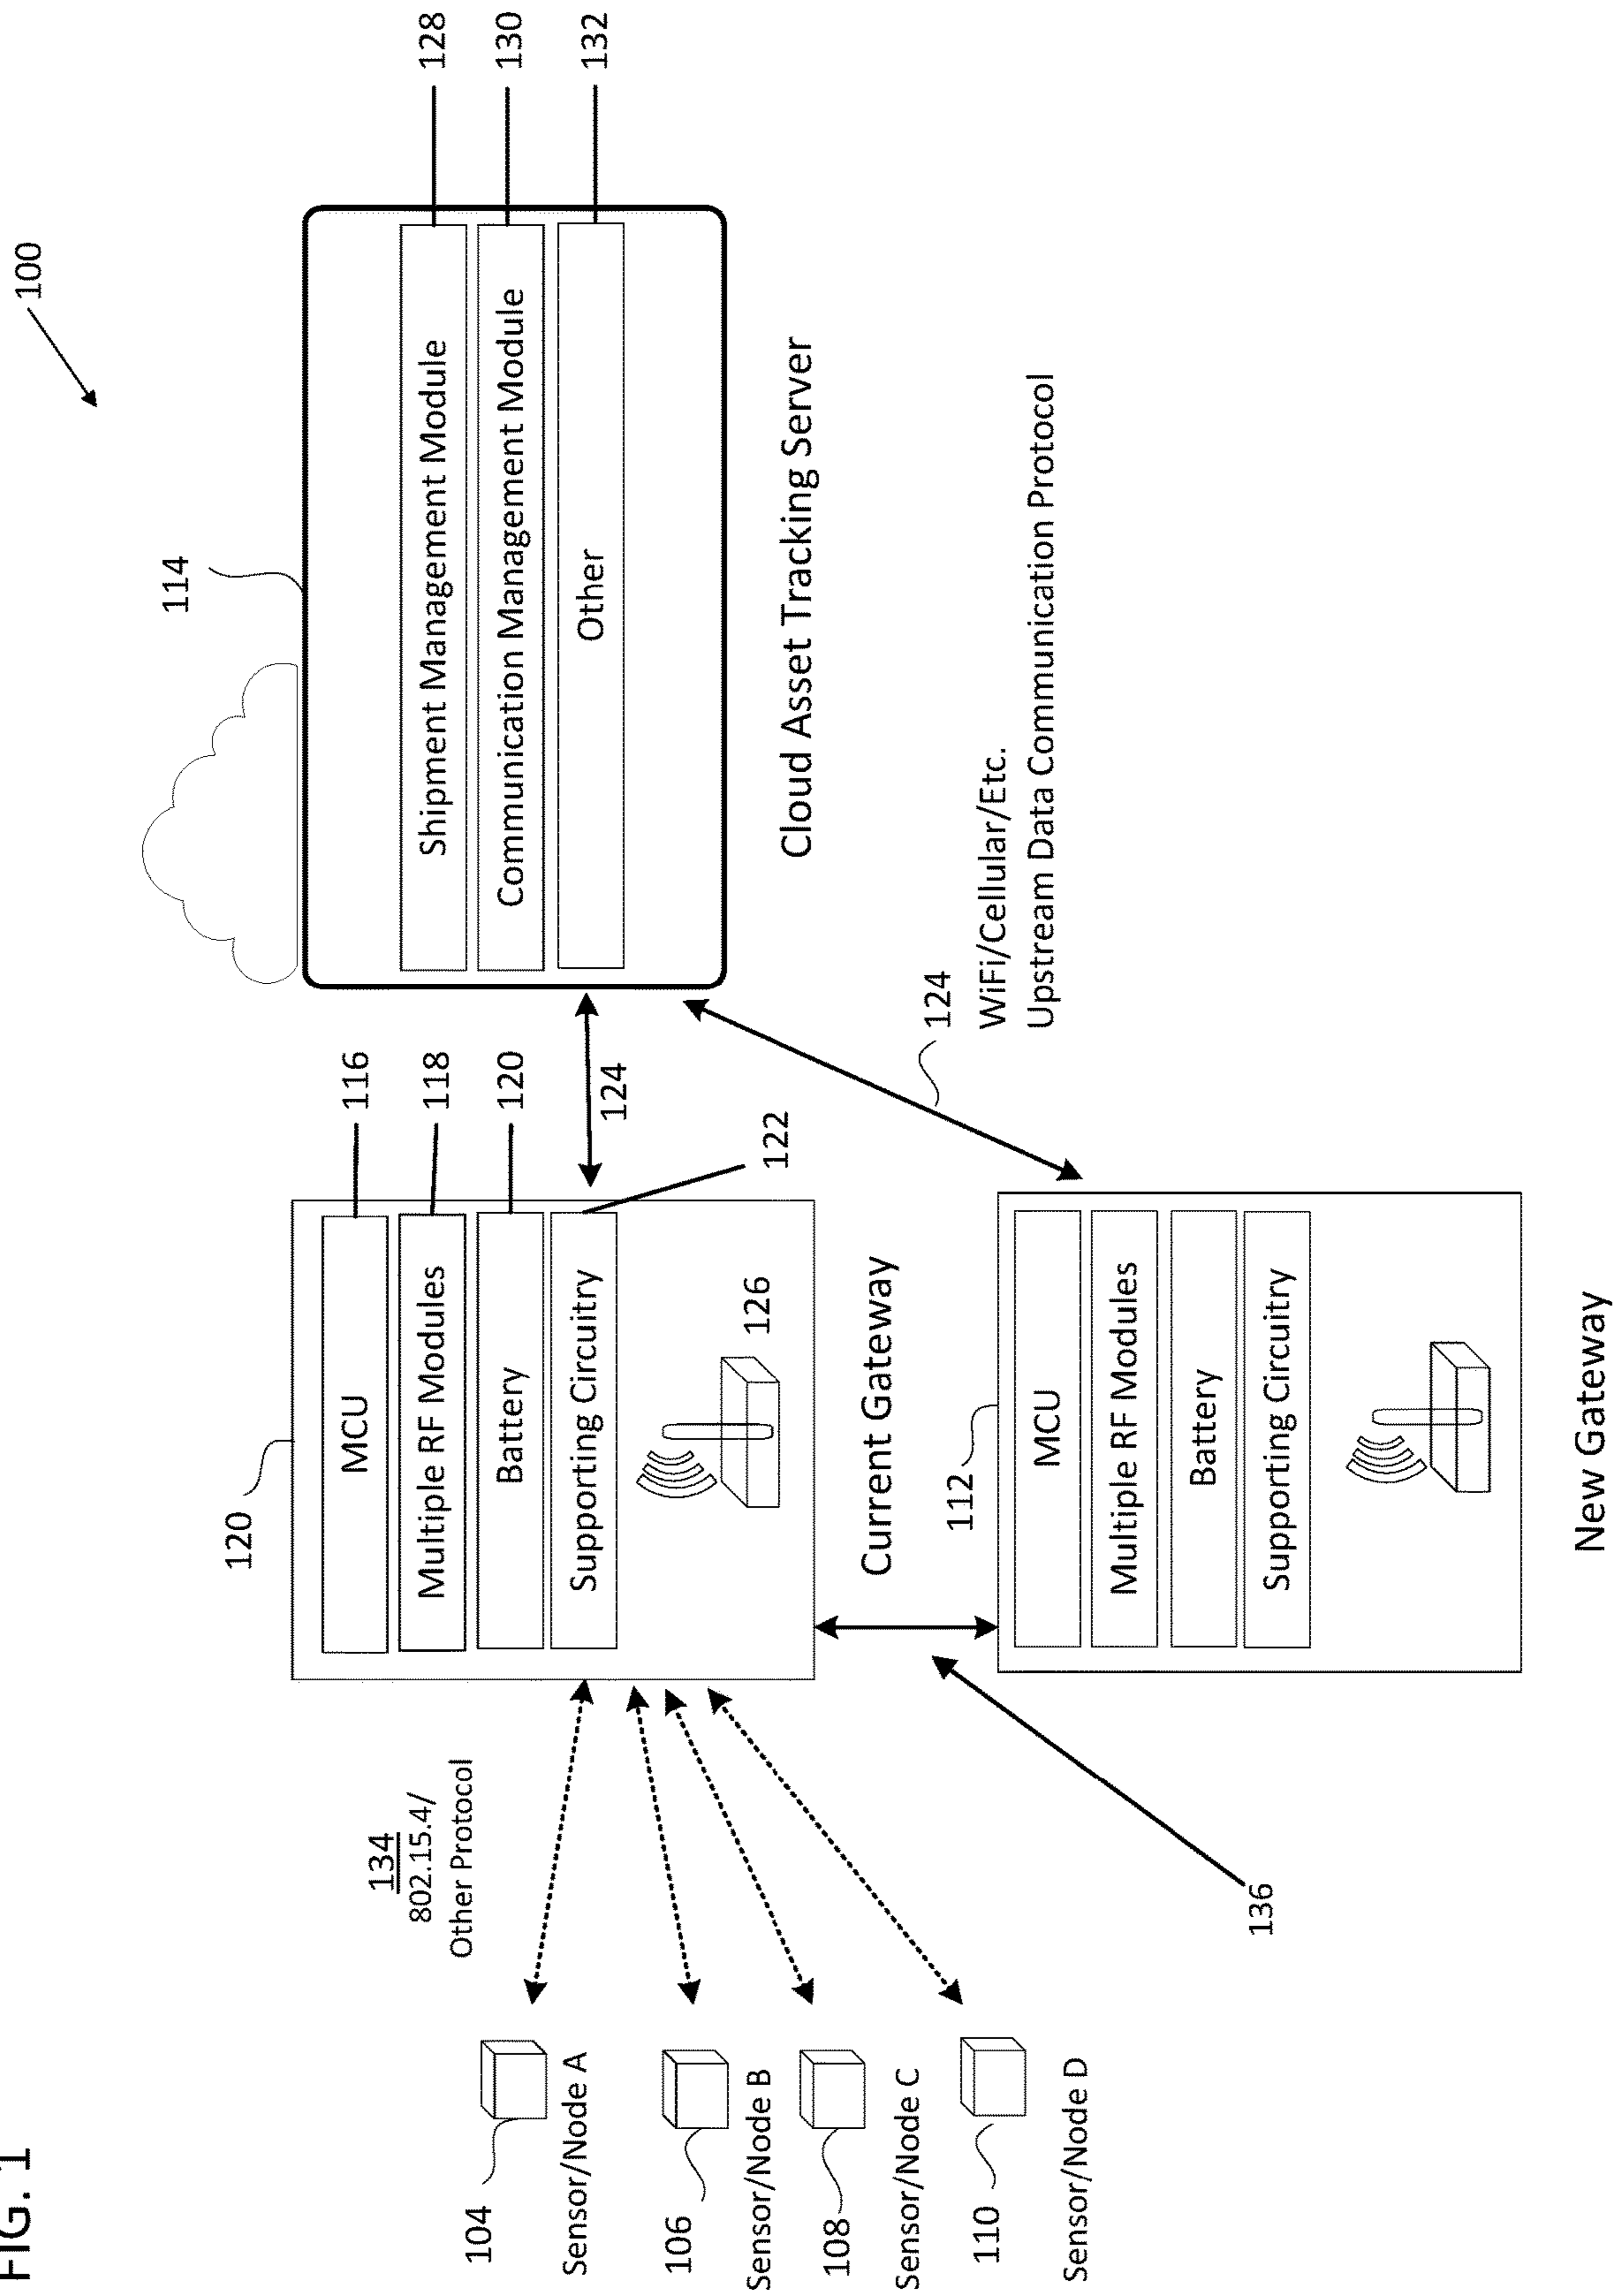 FIG. 1
100
114
128
130
132
Shipment Management Module
Communication Management Module
Other
Cloud Asset Tracking Server
120
116
118
120
122
MCU
Multiple RF Modules
Battery
Supporting Circuitry
126
Current Gateway
124
124
WiFi/Cellular/Etc.
Upstream Data Communication Protocol
134
802.15.4/
Other Protocol
104
Sensor/Node A
106
Sensor/Node B
108
Sensor/Node C
110
Sensor/Node D
136
112
MCU
Multiple RF Modules
Battery
Supporting Circuitry
New Gateway